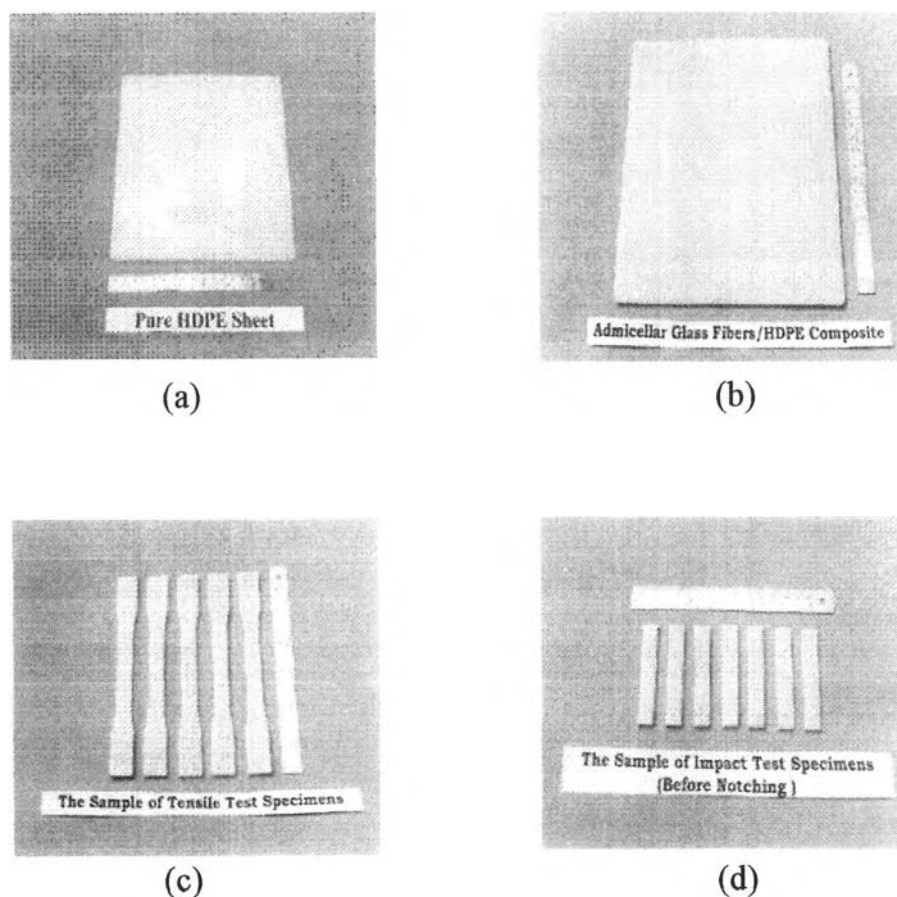 Pure HDPE Sheet
(a)
Admicellar Glass Fibers/HDPE Composite
(b)
The Sample of Tensile Test Specimens
(c)
The Sample of Impact Test Specimens
(Before Notching )
(d)